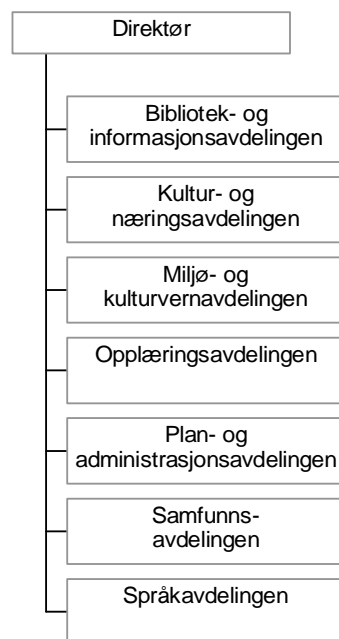 Direktør
Bibliotek- og
informasjonsavdelingen
Kultur- og
næringsavdelingen
Miljø- og
kulturvernavdelingen
Opplæringsavdelingen
Plan- og
administrasjonsavdelingen
Samfunns-
avdelingen
Språkavdelingen